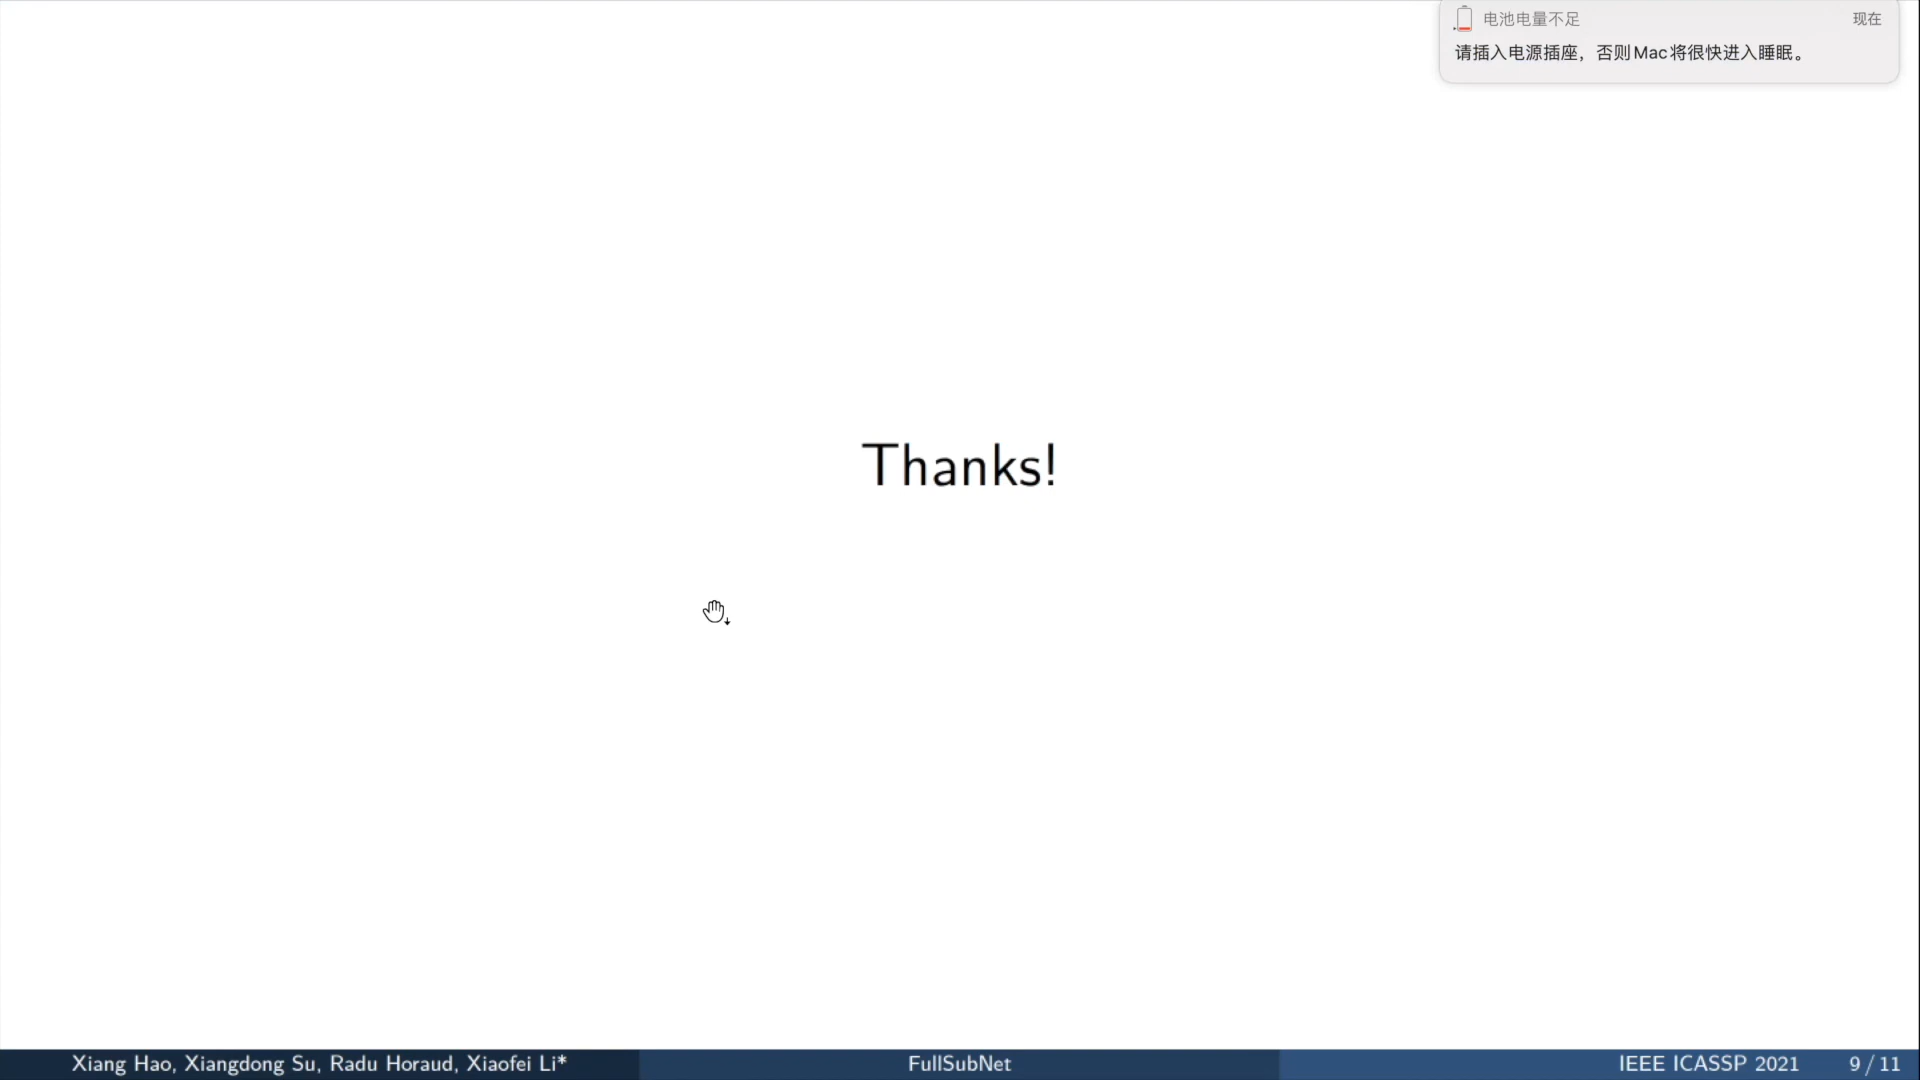 电池电量不足 现在
请插入电源插座，否则Mac将很快进入睡眠。
Thanks!
Xiang Hao, Xiangdong Su, Radu Horaud, Xiaofei Li* FullSubNet IEEE ICASSP 2021 9 / 11